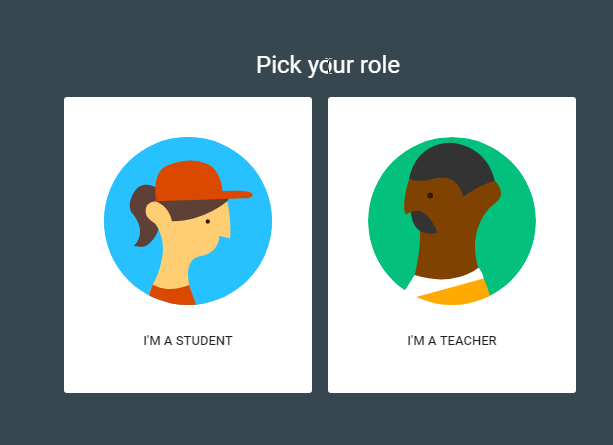 Pick your role
I'M A STUDENT
I'M A TEACHER